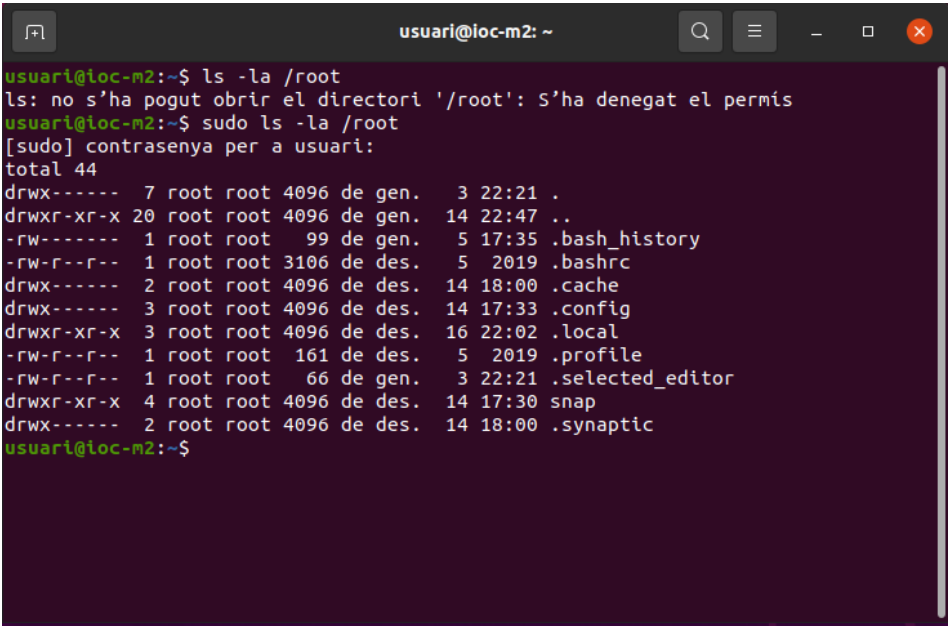 usuari@ioc-m2: ~
usuari@ioc-m2:~$ ls -la /root
ls: no s’ha pogut obrir el directori '/root': S’ha denegat el permís
usuari@ioc-m2:~$ sudo ls -la /root
[sudo] contrasenya per a usuari:
total 44
drwx------  7 root root 4096 de gen.   3 22:21 .
drwxr-xr-x 20 root root 4096 de gen.  14 22:47 ..
-rw-------  1 root root   99 de gen.   5 17:35 .bash_history
-rw-r--r--  1 root root 3106 de des.   5  2019 .bashrc
drwx------  2 root root 4096 de des.  14 18:00 .cache
drwx------  3 root root 4096 de des.  14 17:33 .config
drwxr-xr-x  3 root root 4096 de des.  16 22:02 .local
-rw-r--r--  1 root root  161 de des.   5  2019 .profile
-rw-r--r--  1 root root   66 de gen.   3 22:21 .selected_editor
drwxr-xr-x  4 root root 4096 de des.  14 17:30 snap
drwx------  2 root root 4096 de des.  14 18:00 .synaptic
usuari@ioc-m2:~$